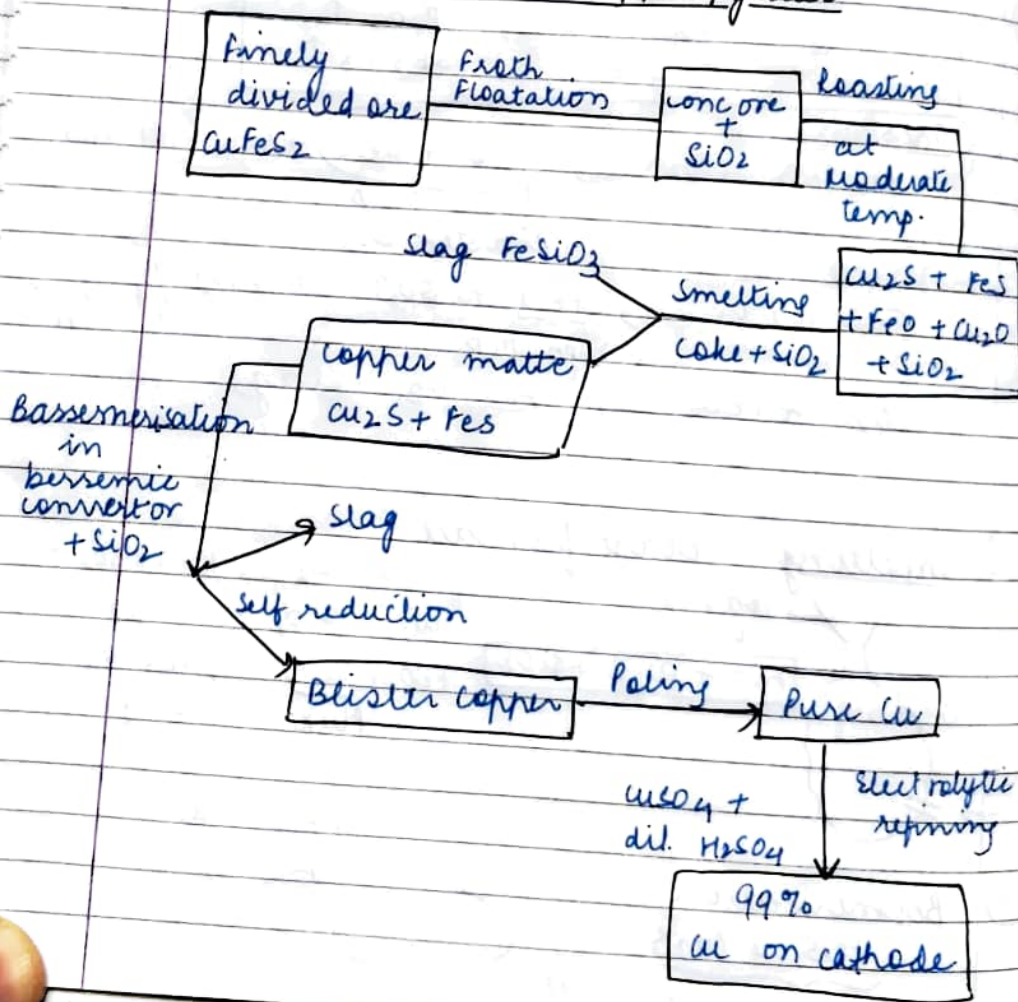 Finely
divided ore
CuFeS2
Froth
Floatation
conc ore
+
SiO2
Roasting
at
Moderate
temp.
Cu2S + FeS
+ FeO + Cu2O
+ SiO2
Smelting
Coke + SiO2
Slag FeSiO3
Copper matte
Cu2S + FeS
Bassemerisation
in
bessemic
convertor
+ SiO2
Slag
Self reduction
Blister copper
Poling
Pure Cu
Electrolytic
refining
CuSO4 +
dil. H2SO4
99%
Cu on cathode